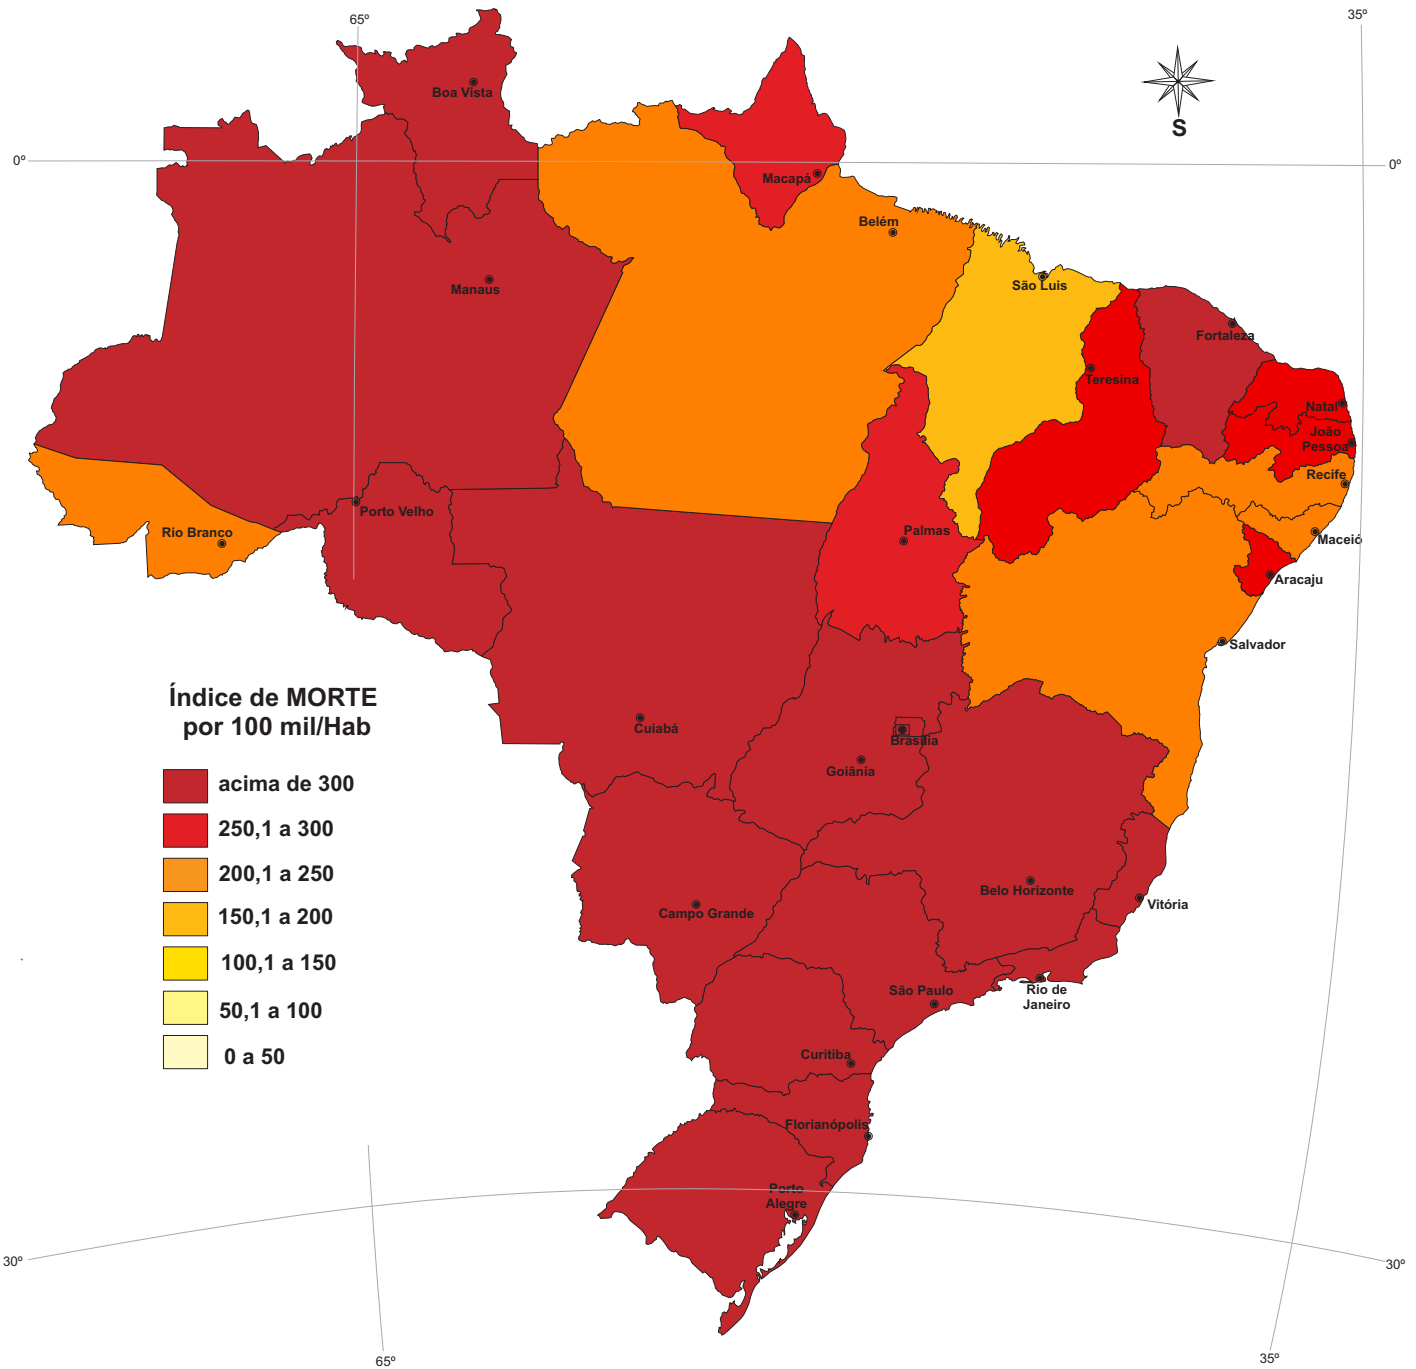 65º
35º
Boa Vista
S
0º
0º
Macapá
Belém
São Luis
Manaus
Fortaleza
Teresina
Natal
João
Pessoa
Recife
Porto Velho
Rio Branco
Palmas
Maceió
Aracaju
Salvador
Índice de MORTE
por 100 mil/Hab
Cuiabá
Brasília
Goiânia
acima de 300
250,1 a 300
200,1 a 250
150,1 a 200
100,1 a 150
50,1 a 100
0 a 50
Belo Horizonte
Vitória
Campo Grande
São Paulo
Rio de
Janeiro
Curitiba
Florianópolis
Porto
Alegre
30º
30º
65º
35º